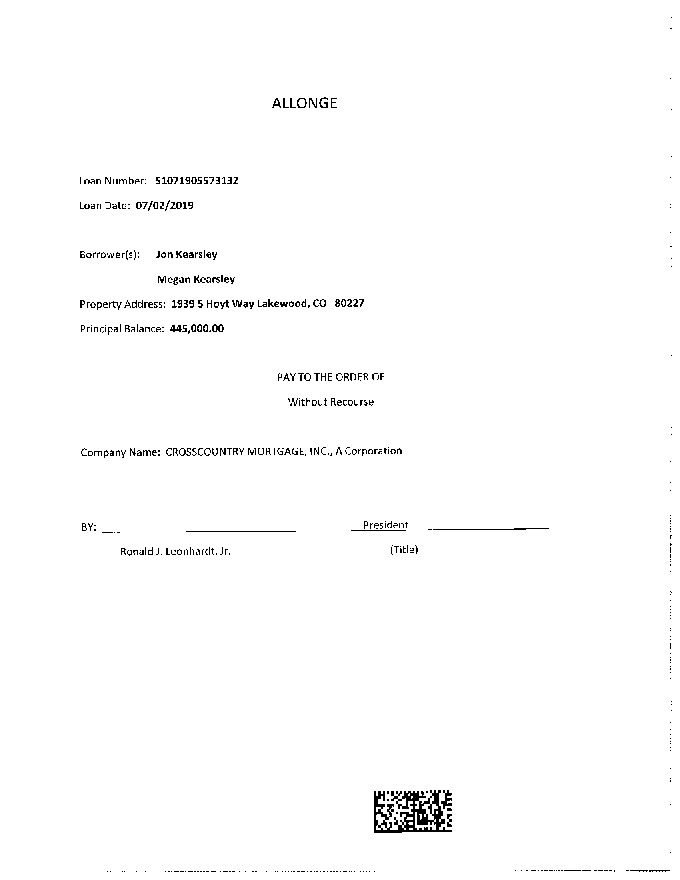 ALLONGE
Loan Number: 51071905573132
Loan Date: 07/02/2019
Borrower(s): Jon Kearsley
Megan Kearsley
Property Address: 1939 S Hoyt Way Lakewood, CO 80227
Principal Balance: 445,000.00
PAY TO THE ORDER OF
Without Recourse
Company Name: CROSSCOUNTRY MORTGAGE, INC., A Corporation
BY: ___ ____________ President ____________
Ronald J. Leonhardt, Jr. (Title)